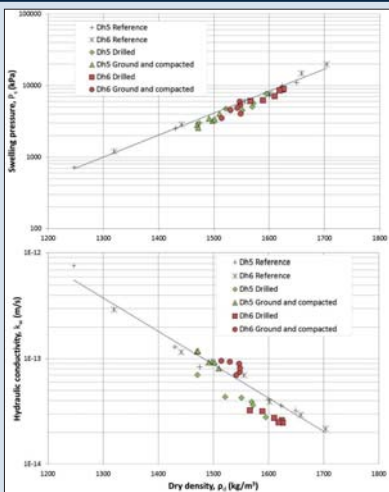 100000
10000
1000
100
Swelling pressure, Ps (kPa)
Dh5 Reference
Dh6 Reference
Dh5 Drilled
Dh5 Ground and compacted
Dh6 Drilled
Dh6 Ground and compacted
1200 1300 1400 1500 1600 1700 1800
1E-12
1E-13
1E-14
Hydraulic conductivity, kw (m/s)
Dh5 Reference
Dh6 Reference
Dh5 Drilled
Dh5 Ground and compacted
Dh6 Drilled
Dh6 Ground and compacted
1200 1300 1400 1500 1600 1700 1800
Dry density, ρd (kg/m³)